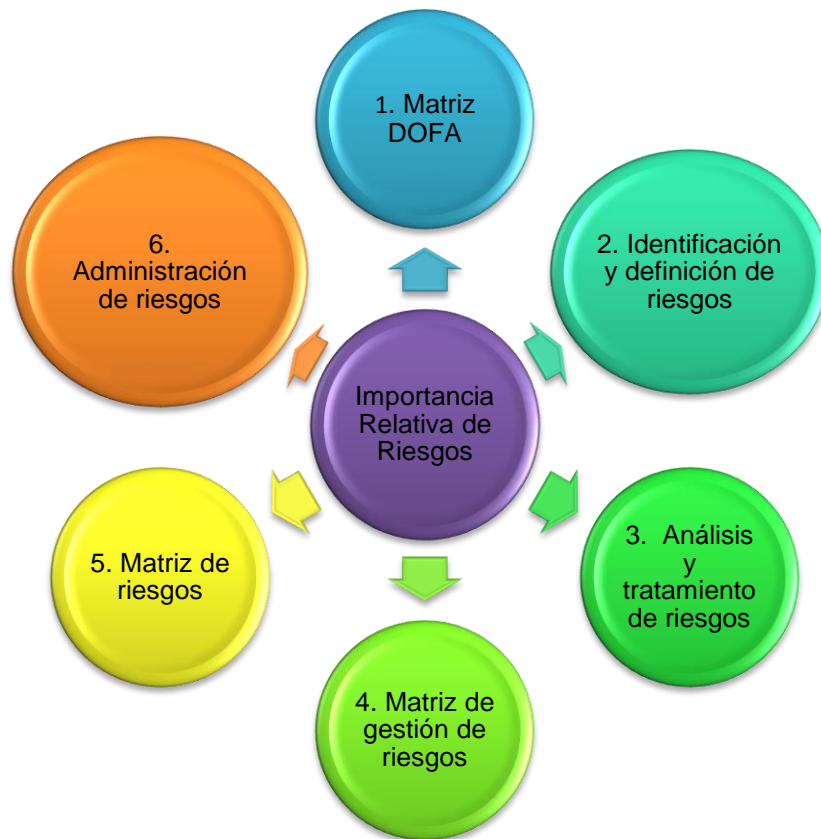 1. Matriz
DOFA
2. Identificación
y definición de
riesgos
3. Análisis
y
tratamiento
de riesgos
4. Matriz de
gestión de
riesgos
5. Matriz de
riesgos
6.
Administración
de riesgos
Importancia
Relativa de
Riesgos